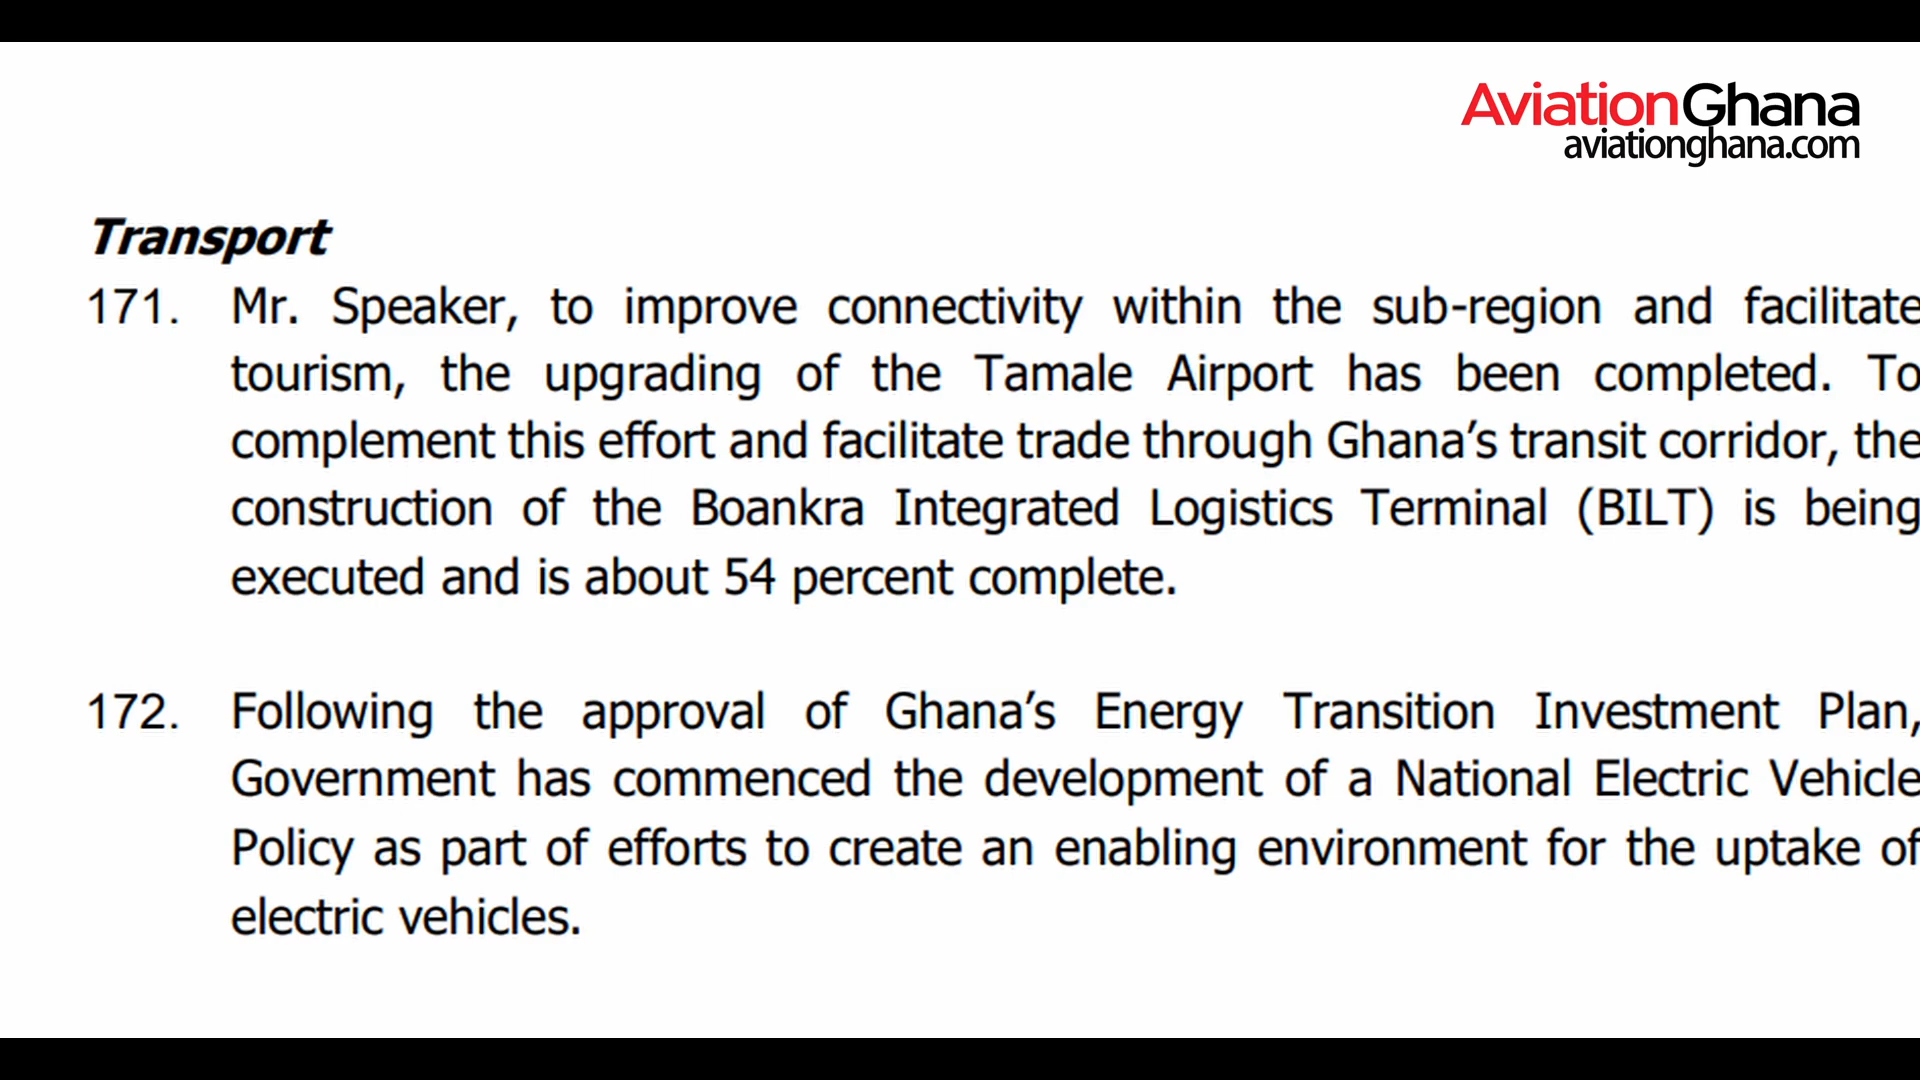 AviationGhana
aviationghana.com
Transport
171. Mr. Speaker, to improve connectivity within the sub-region and facilitate
tourism, the upgrading of the Tamale Airport has been completed. To
complement this effort and facilitate trade through Ghana’s transit corridor, the
construction of the Boankra Integrated Logistics Terminal (BILT) is being
executed and is about 54 percent complete.
172. Following the approval of Ghana’s Energy Transition Investment Plan,
Government has commenced the development of a National Electric Vehicle
Policy as part of efforts to create an enabling environment for the uptake of
electric vehicles.